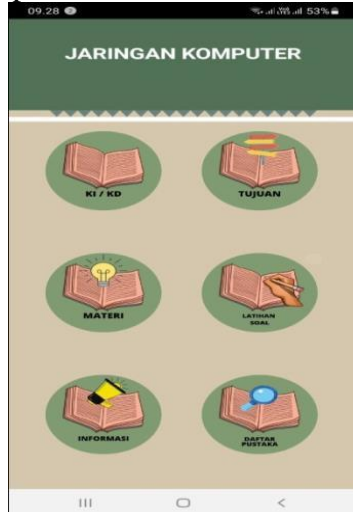 09.28
53%
JARINGAN KOMPUTER
KI / KD
TUJUAN
MATERI
LATIHAN
SOAL
INFORMASI
DAFTAR
PUSTAKA